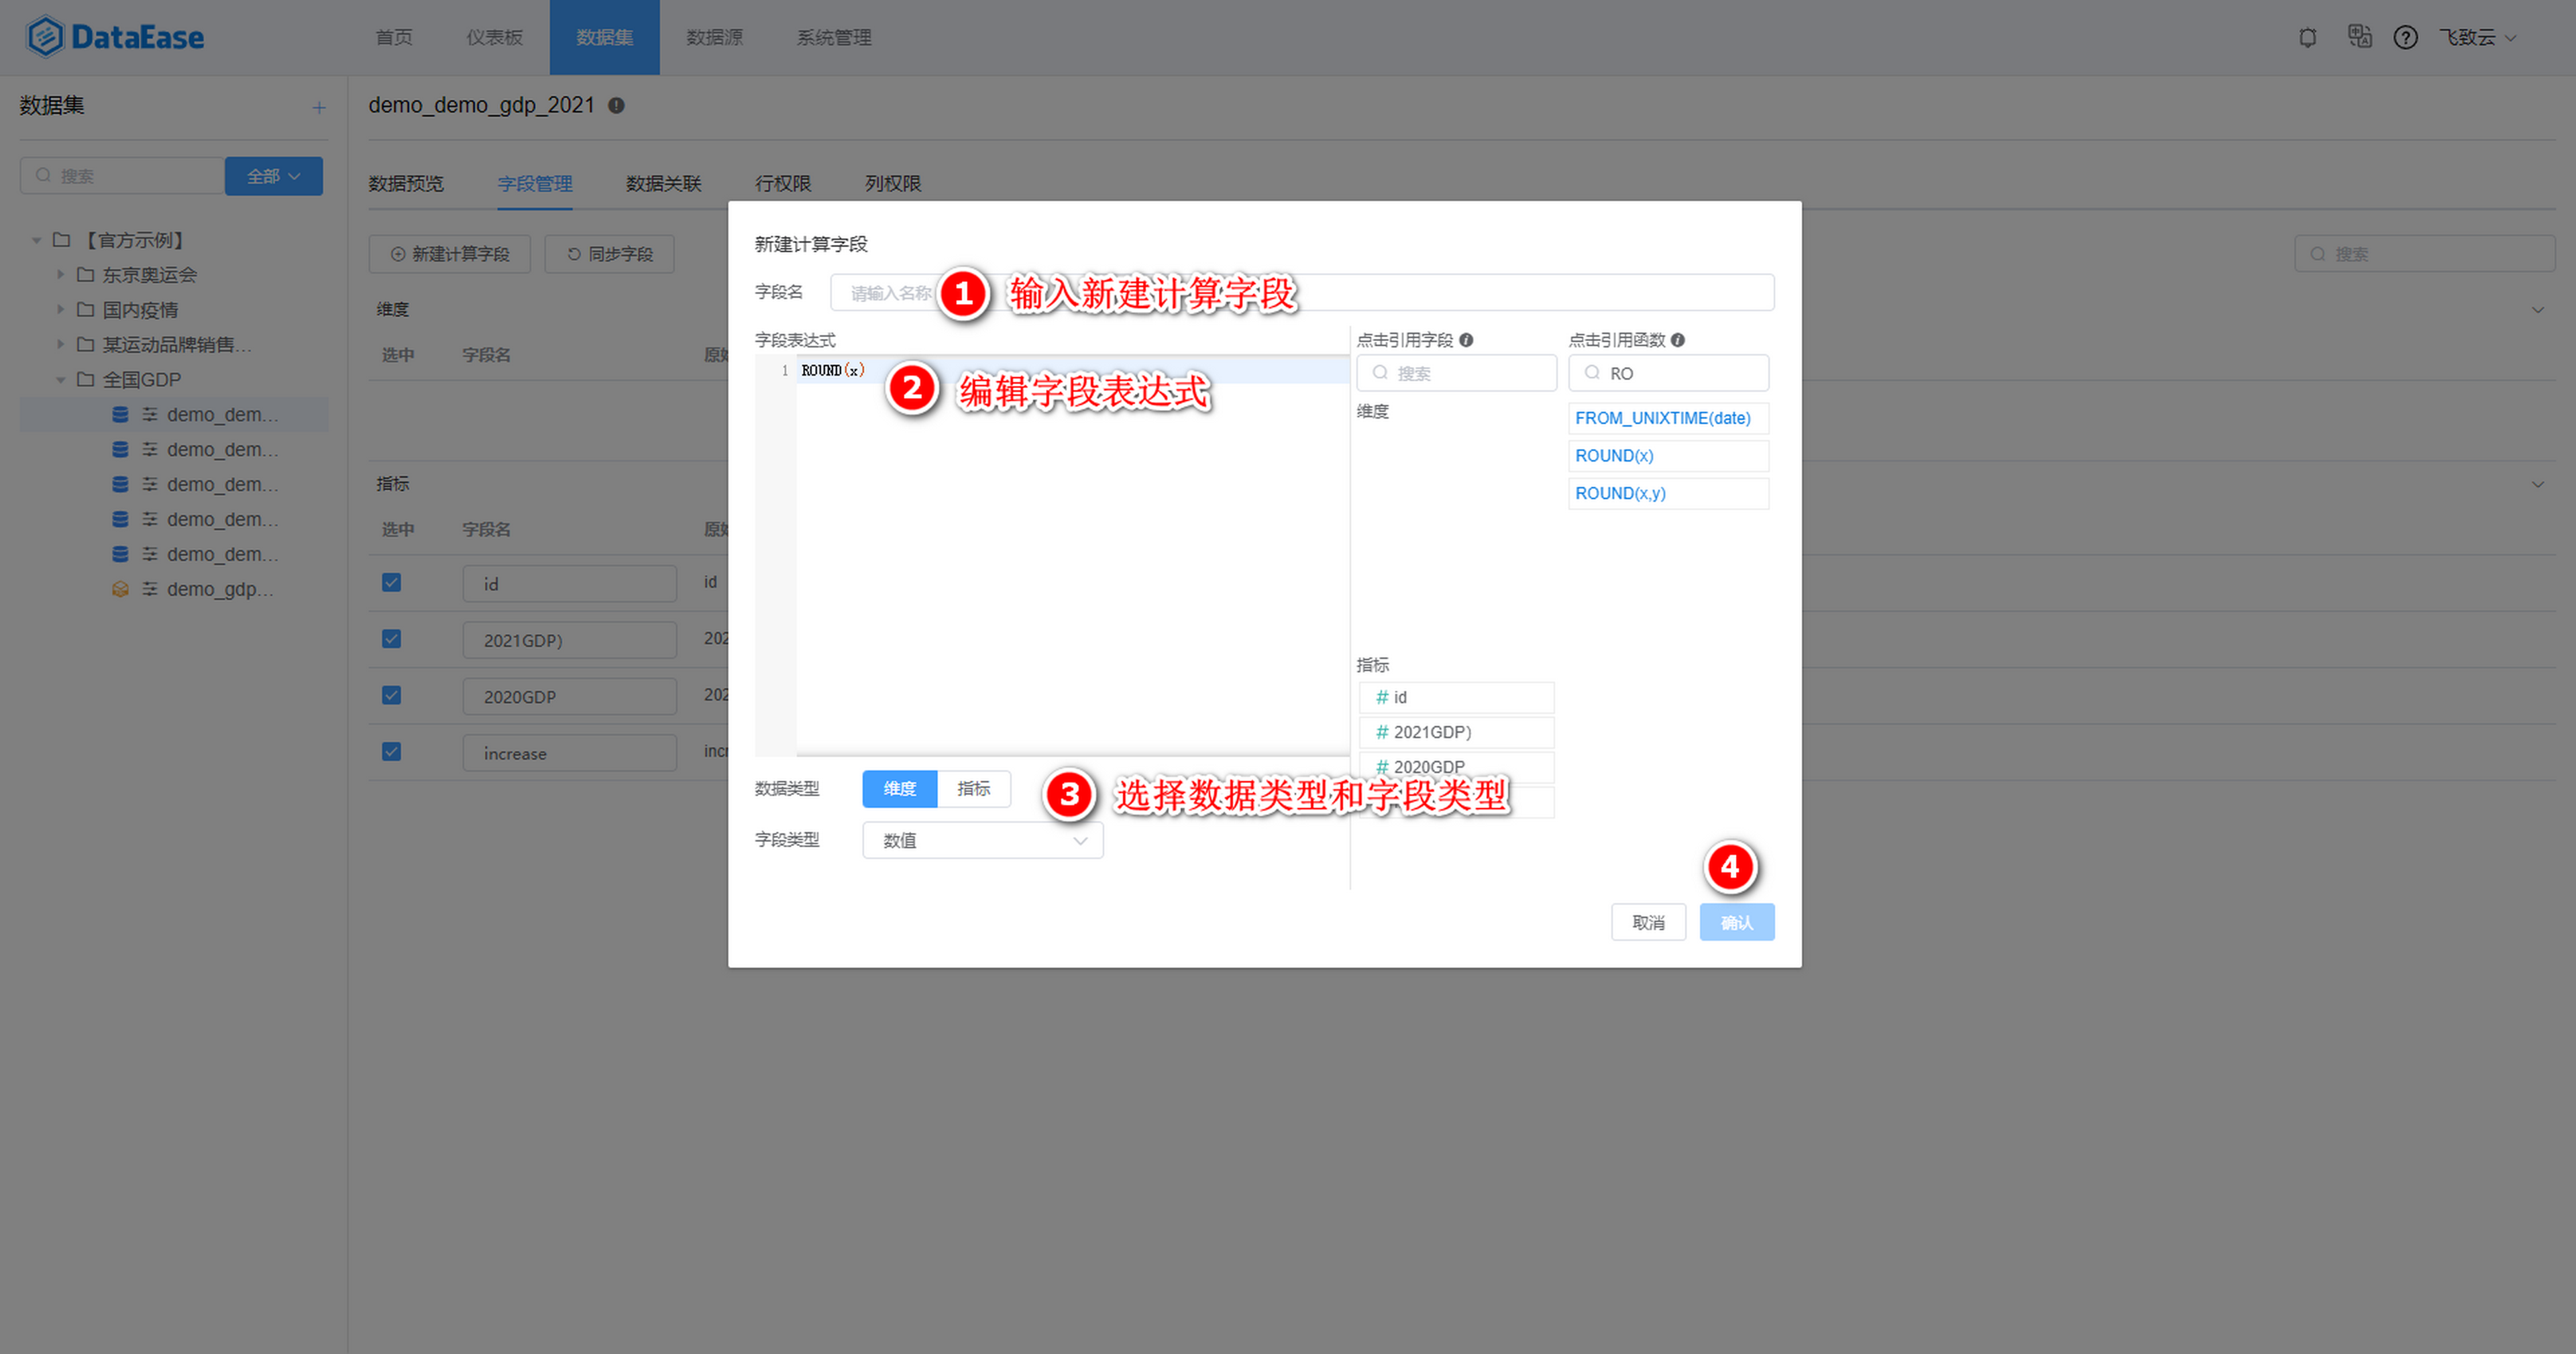 DataEase
首页
仪表板
数据集
数据源
系统管理
飞致云
数据集
搜索
全部
【官方示例】
东京奥运会
国内疫情
某运动品牌销售...
全国GDP
demo_dem...
demo_dem...
demo_dem...
demo_dem...
demo_dem...
demo_gdp...
demo_demo_gdp_2021
数据预览
字段管理
数据关联
行权限
列权限
新建计算字段
同步字段
搜索
维度
选中
字段名
指标
选中
字段名
id
id
2021GDP)
202
2020GDP
202
increase
incr
新建计算字段
字段名
请输入名称
1
输入新建计算字段
字段表达式
1
ROUND(x)
2
编辑字段表达式
点击引用字段
搜索
维度
指标
# id
# 2021GDP)
# 2020GDP
点击引用函数
RO
FROM_UNIXTIME(date)
ROUND(x)
ROUND(x,y)
数据类型
维度
指标
3
选择数据类型和字段类型
字段类型
数值
4
取消
确认